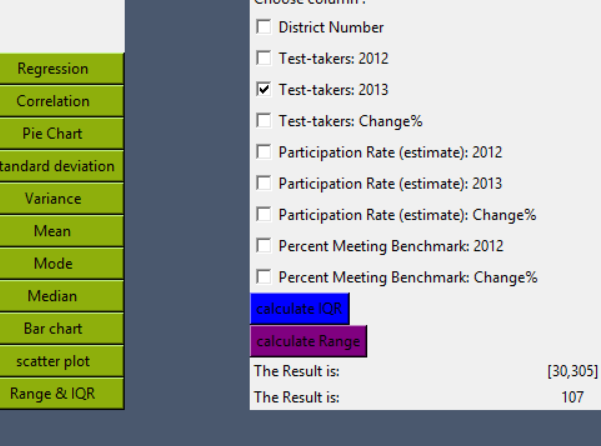 Choose column :
District Number
Test-takers: 2012
Test-takers: 2013
Test-takers: Change%
Participation Rate (estimate): 2012
Participation Rate (estimate): 2013
Participation Rate (estimate): Change%
Percent Meeting Benchmark: 2012
Percent Meeting Benchmark: Change%
calculate IQR
calculate Range
The Result is: [30,305]
The Result is: 107
Regression
Correlation
Pie Chart
tandard deviation
Variance
Mean
Mode
Median
Bar chart
scatter plot
Range & IQR